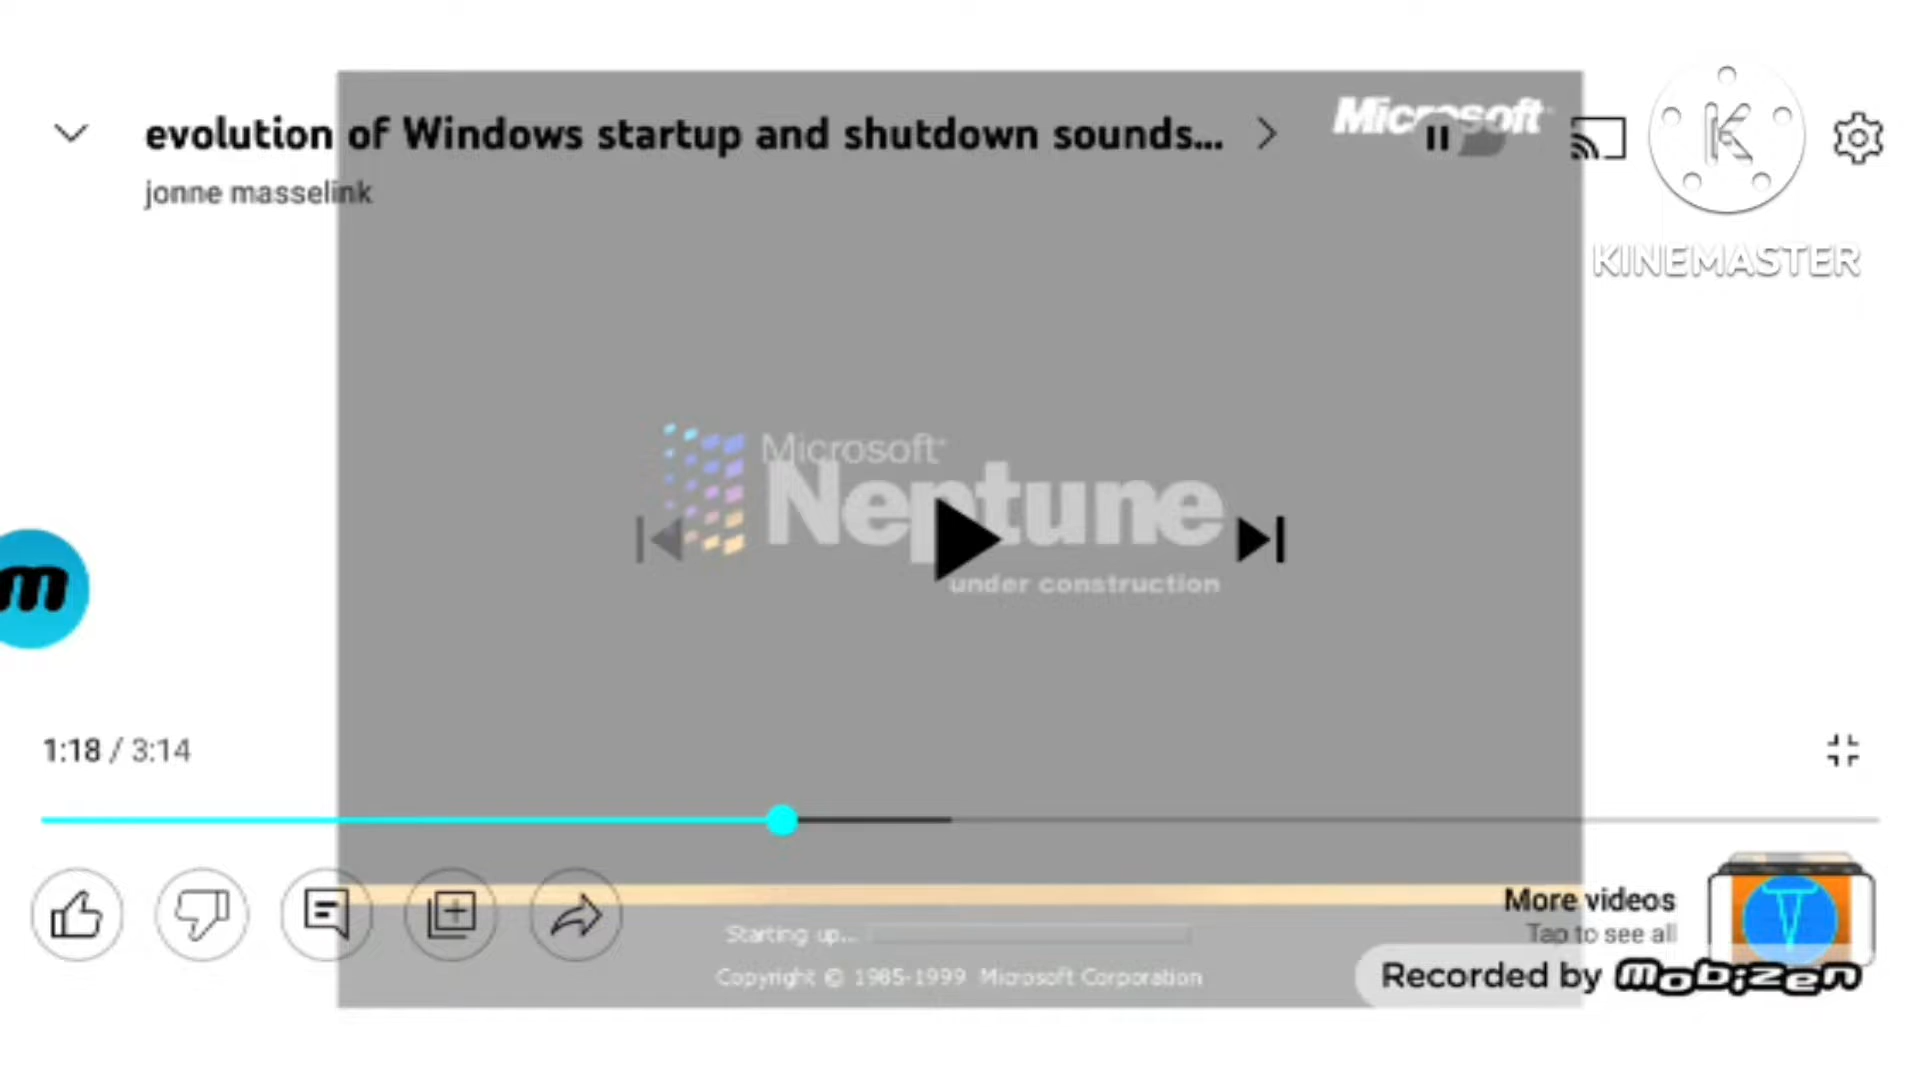 evolution of Windows startup and shutdown sounds...
Microsoft
jonne masselink
KINEMASTER
Microsoft
Neptune
under construction
m
1:18 / 3:14
More videos
Tap to see all
Starting up...
Copyright © 1985-1999 Microsoft Corporation
Recorded by mobizen